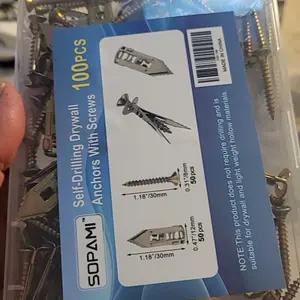 SOPAMI™
Self-Drilling Drywall
Anchors With Screws
100PCS
1.18"/30mm
0.47"/12mm
50 pcs
1.18"/30mm
0.31"/8mm
50 pcs
MADE IN CHINA
NOTE:This product does not require drilling and is
suitable for drywall and light weight hollow materials.